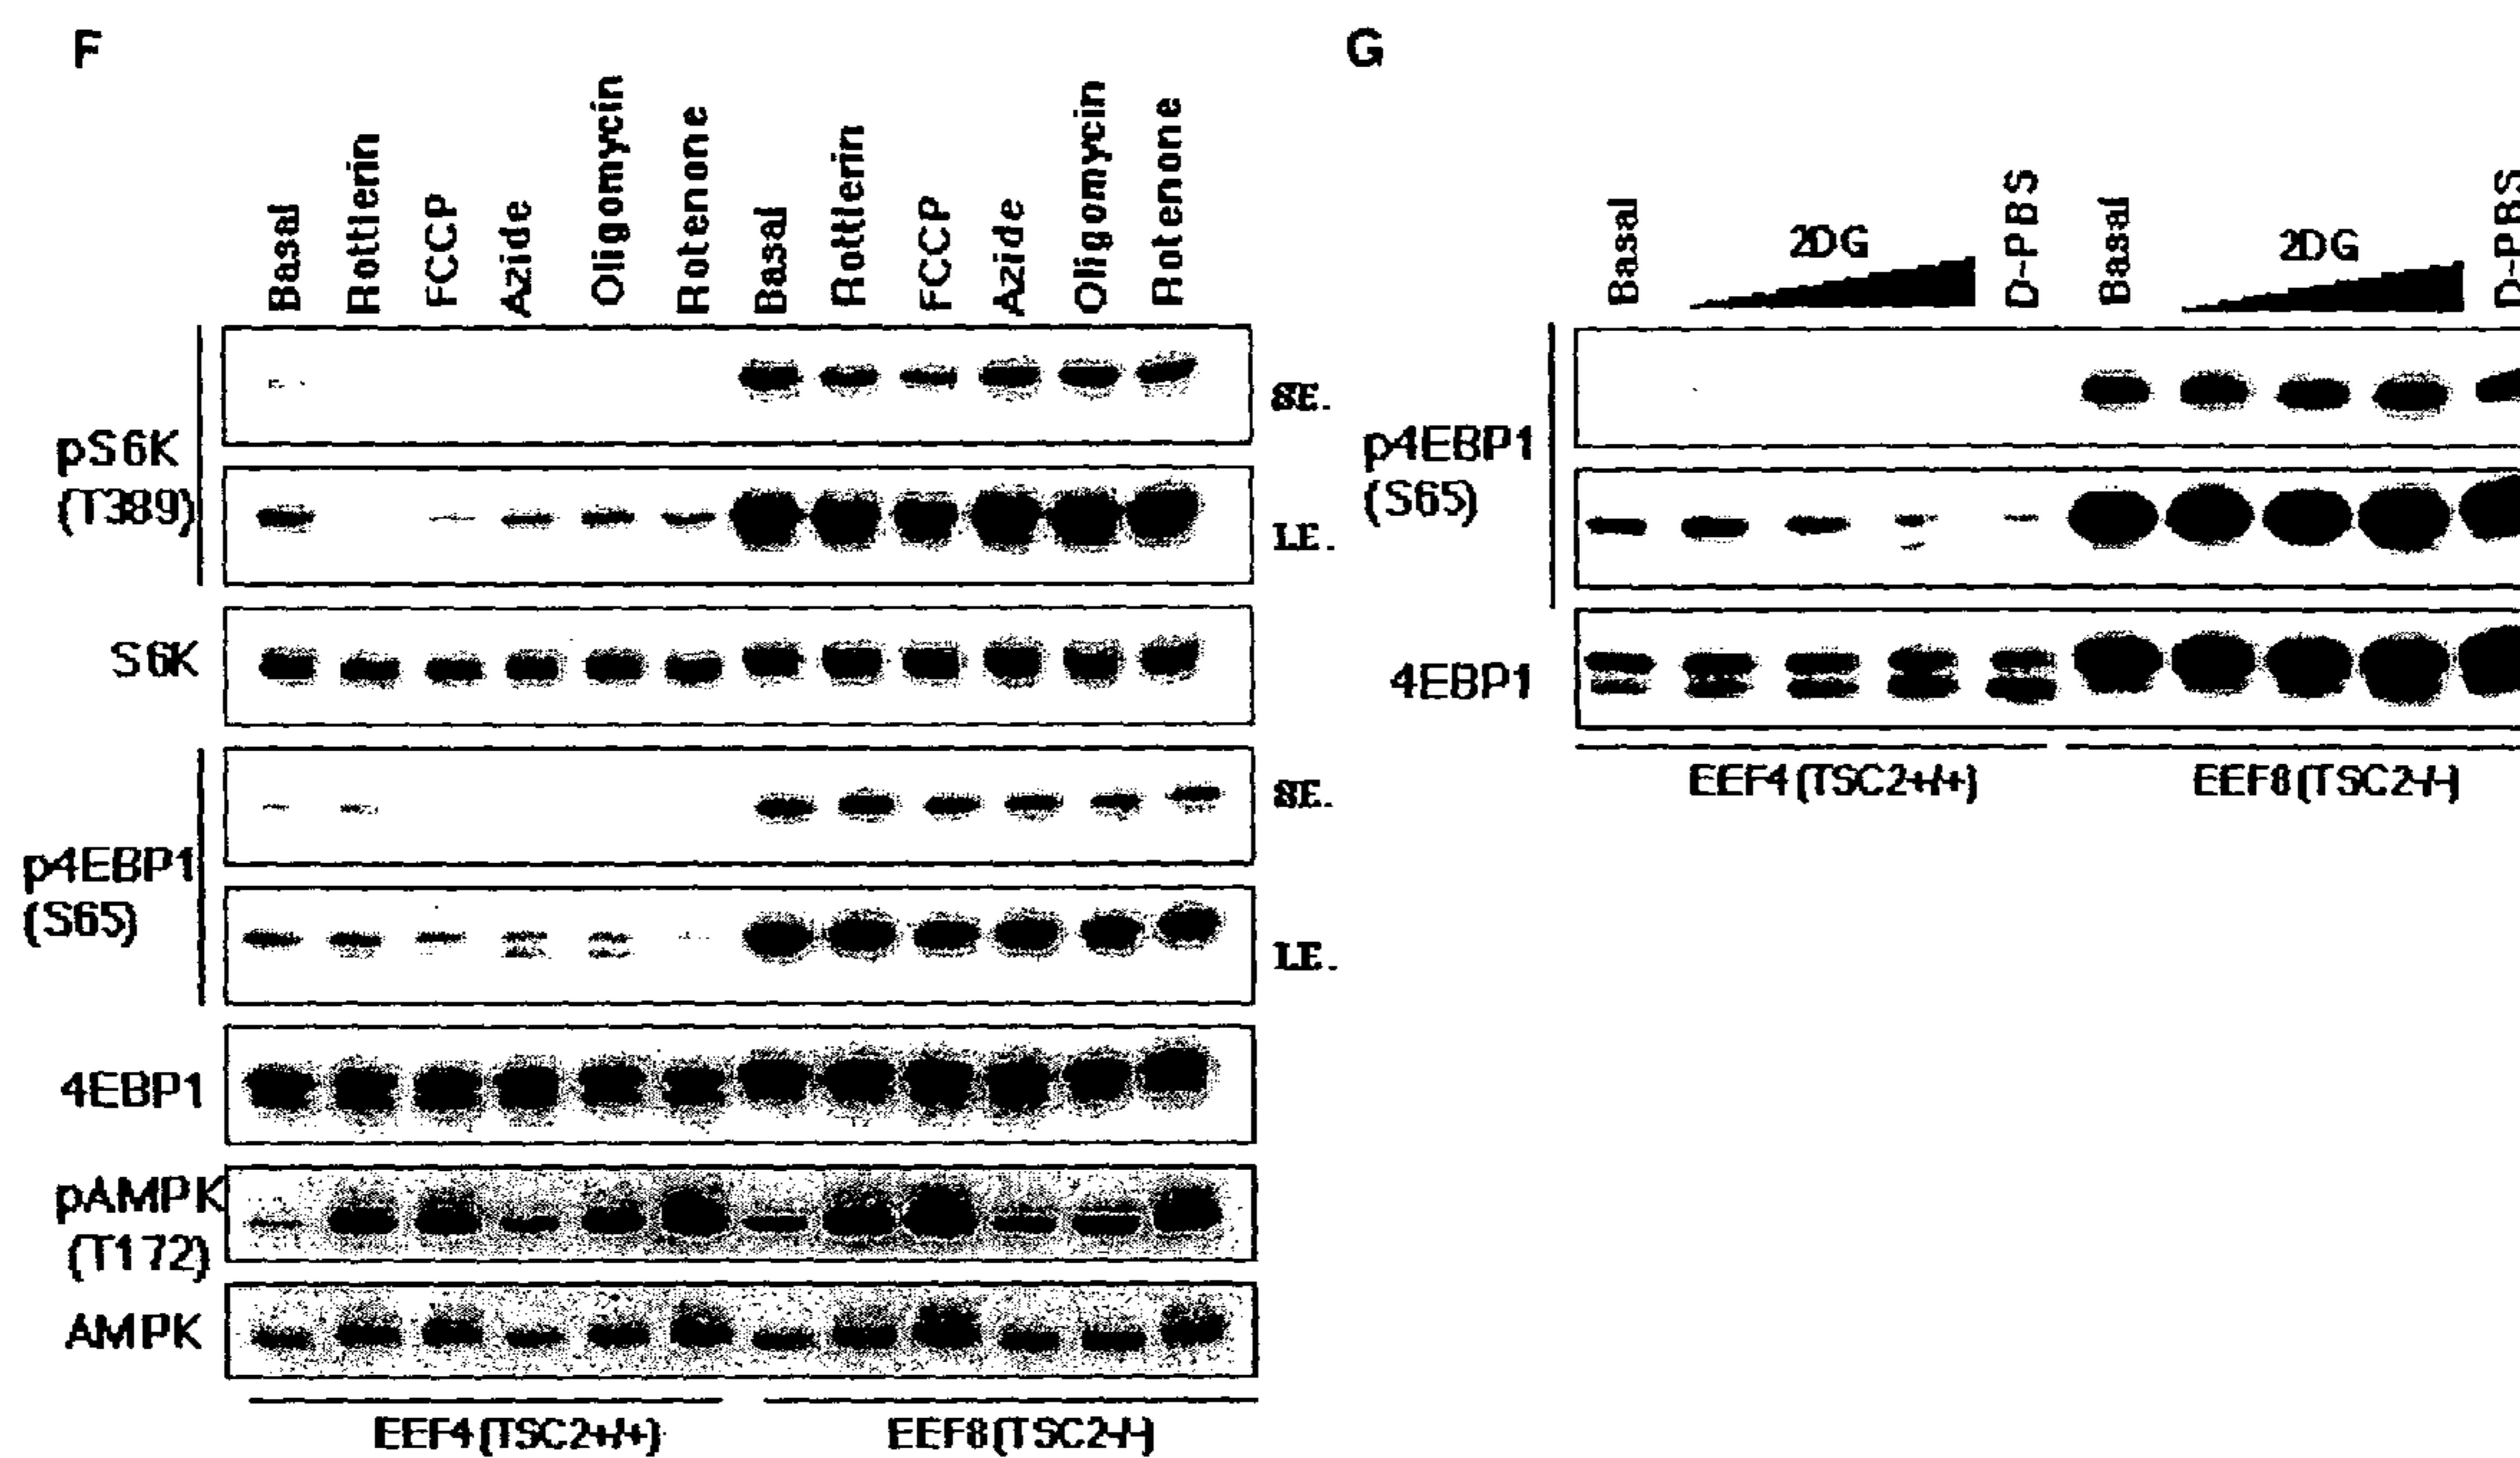 F
Basal
Rottlerin
FCCP
Azide
Oligomycin
Rotenone
Basal
Rottlerin
FCCP
Azide
Oligomycin
Rotenone
pS6K
(T389)
SE.
LE.
S6K
p4EBP1
(S65)
SE.
LE.
4EBP1
pAMPK
(T172)
AMPK
EEF4 (TSC2+/+)
EEF8 (TSC2-/-)
G
Basal
2DG
D-PBS
Basal
2DG
D-PBS
p4EBP1
(S65)
4EBP1
EEF4 (TSC2+/+)
EEF8 (TSC2-/-)